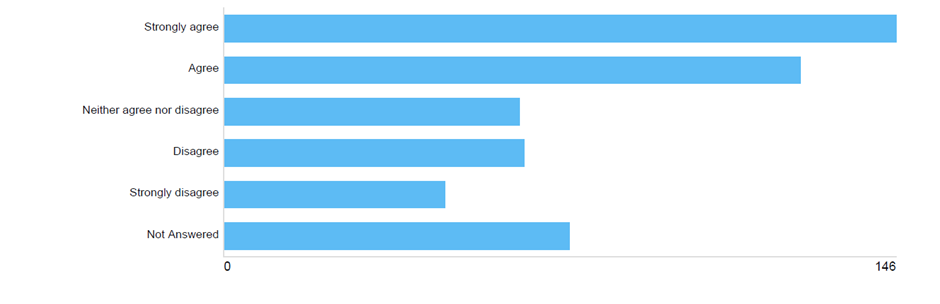 Strongly agree
Agree
Neither agree nor disagree
Disagree
Strongly disagree
Not Answered
0 146